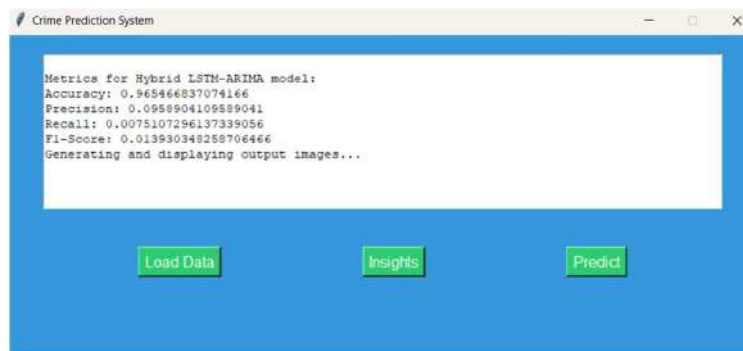 Crime Prediction System
Metrics for Hybrid LSTM-ARIMA model:
Accuracy: 0.965466837074166
Precision: 0.0958904109589041
Recall: 0.0075107296137339056
F1-Score: 0.013930348258706466
Generating and displaying output images...
Load Data
Insights
Predict